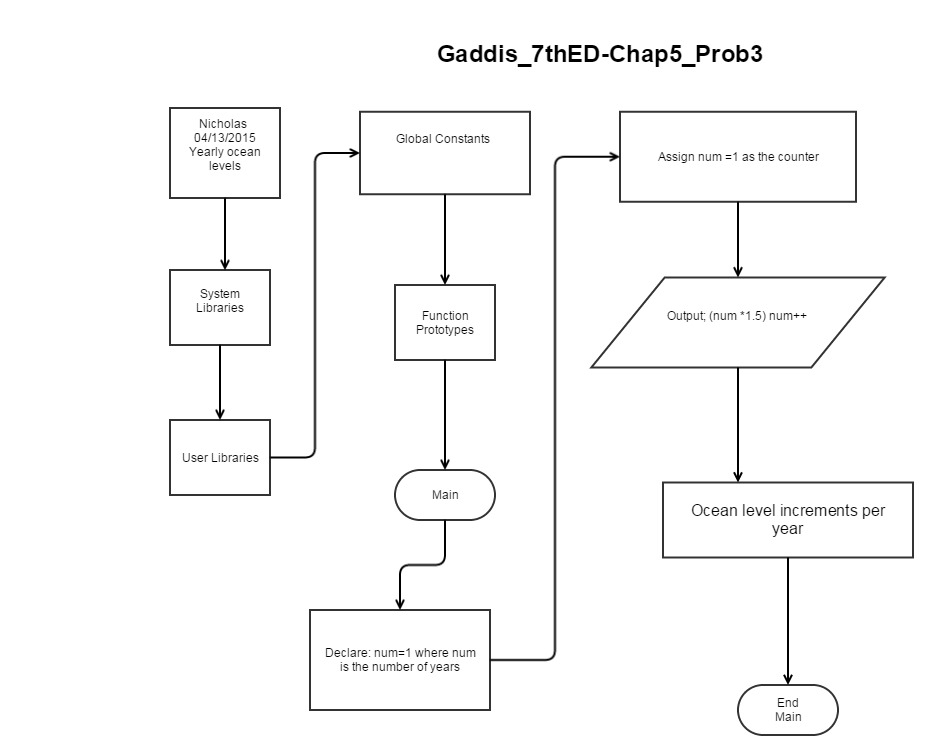 Gaddis_7thED-Chap5_Prob3
Nicholas
04/13/2015
Yearly ocean
levels
System
Libraries
User Libraries
Global Constants
Function
Prototypes
Main
Declare: num=1 where num
is the number of years
Assign num =1 as the counter
Output; (num *1.5) num++
Ocean level increments per
year
End
Main